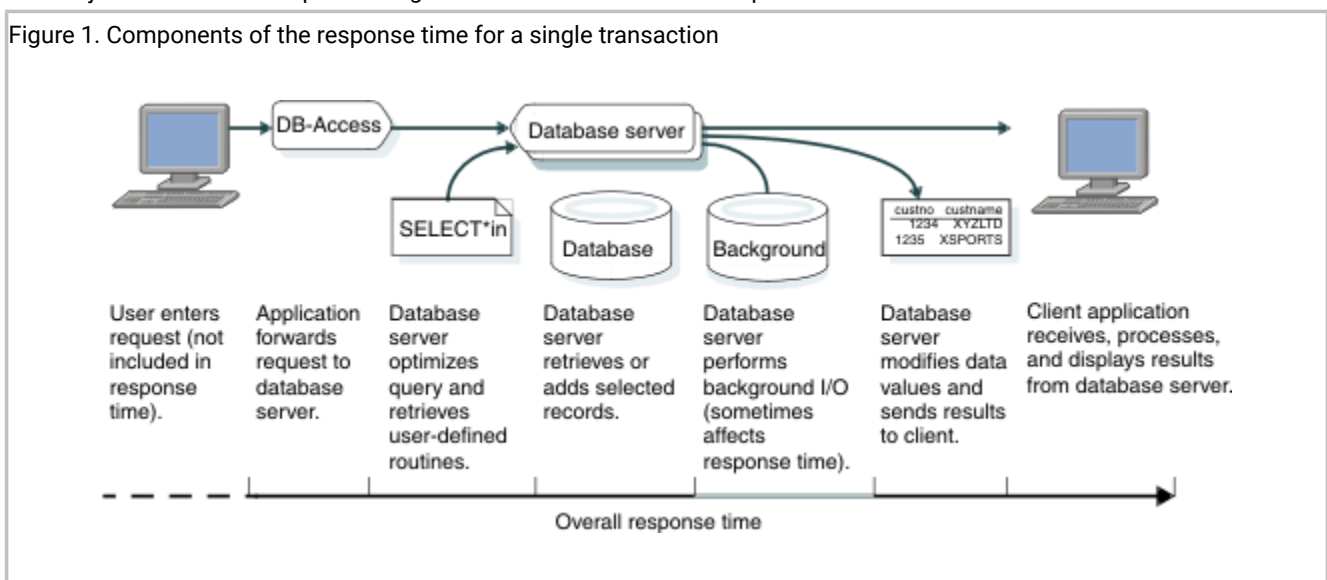 Figure 1. Components of the response time for a single transaction
DB-Access
Database server
SELECT*in
Database
Background
custno custname
1234 XYZLTD
1235 XSPORTS
User enters
request (not
included in
response
time).
Application
forwards
request to
database
server.
Database
server
optimizes
query and
retrieves
user-defined
routines.
Database
server
retrieves or
adds selected
records.
Database
server
performs
background I/O
(sometimes
affects
response time).
Database
server
modifies data
values and
sends results
to client.
Client application
receives, processes,
and displays results
from database server.
Overall response time